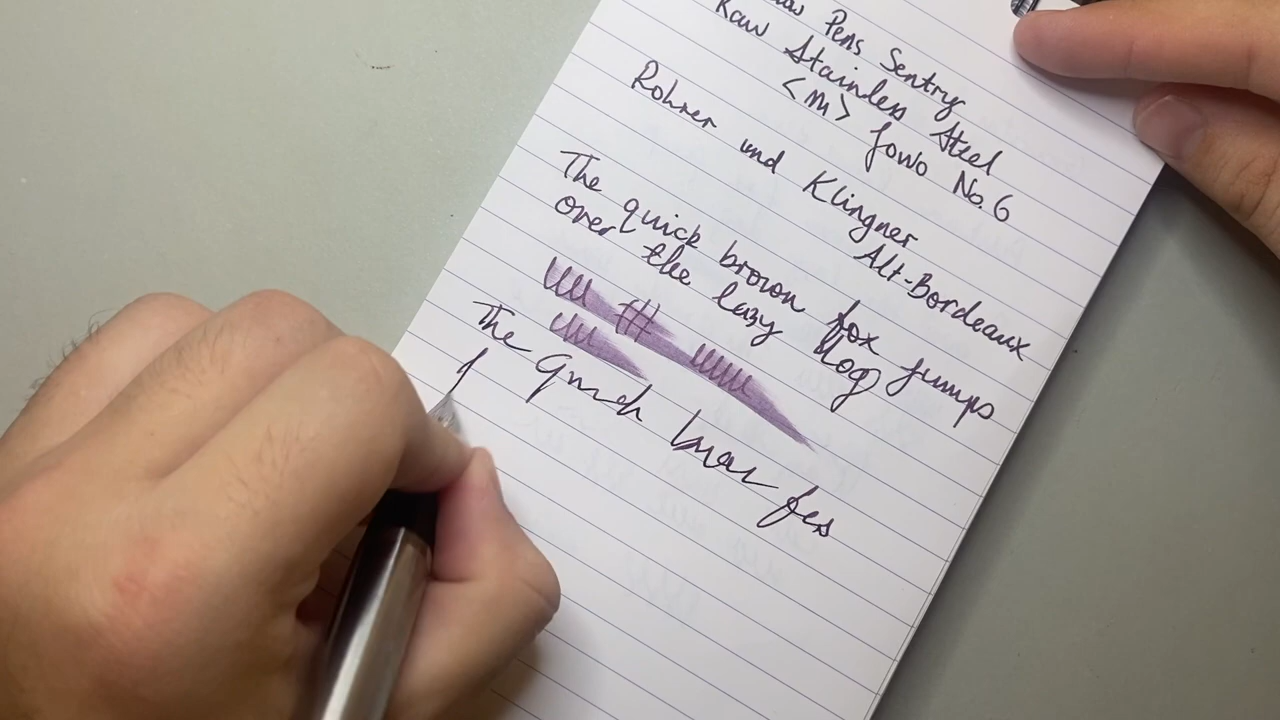 Pens Sentry
Raw Stainless Steel
<M> Jowo No.6
Rohrer und Klingner
Alt-Bordeaux
The quick brown fox jumps
over the lazy dog
The quick brown fox